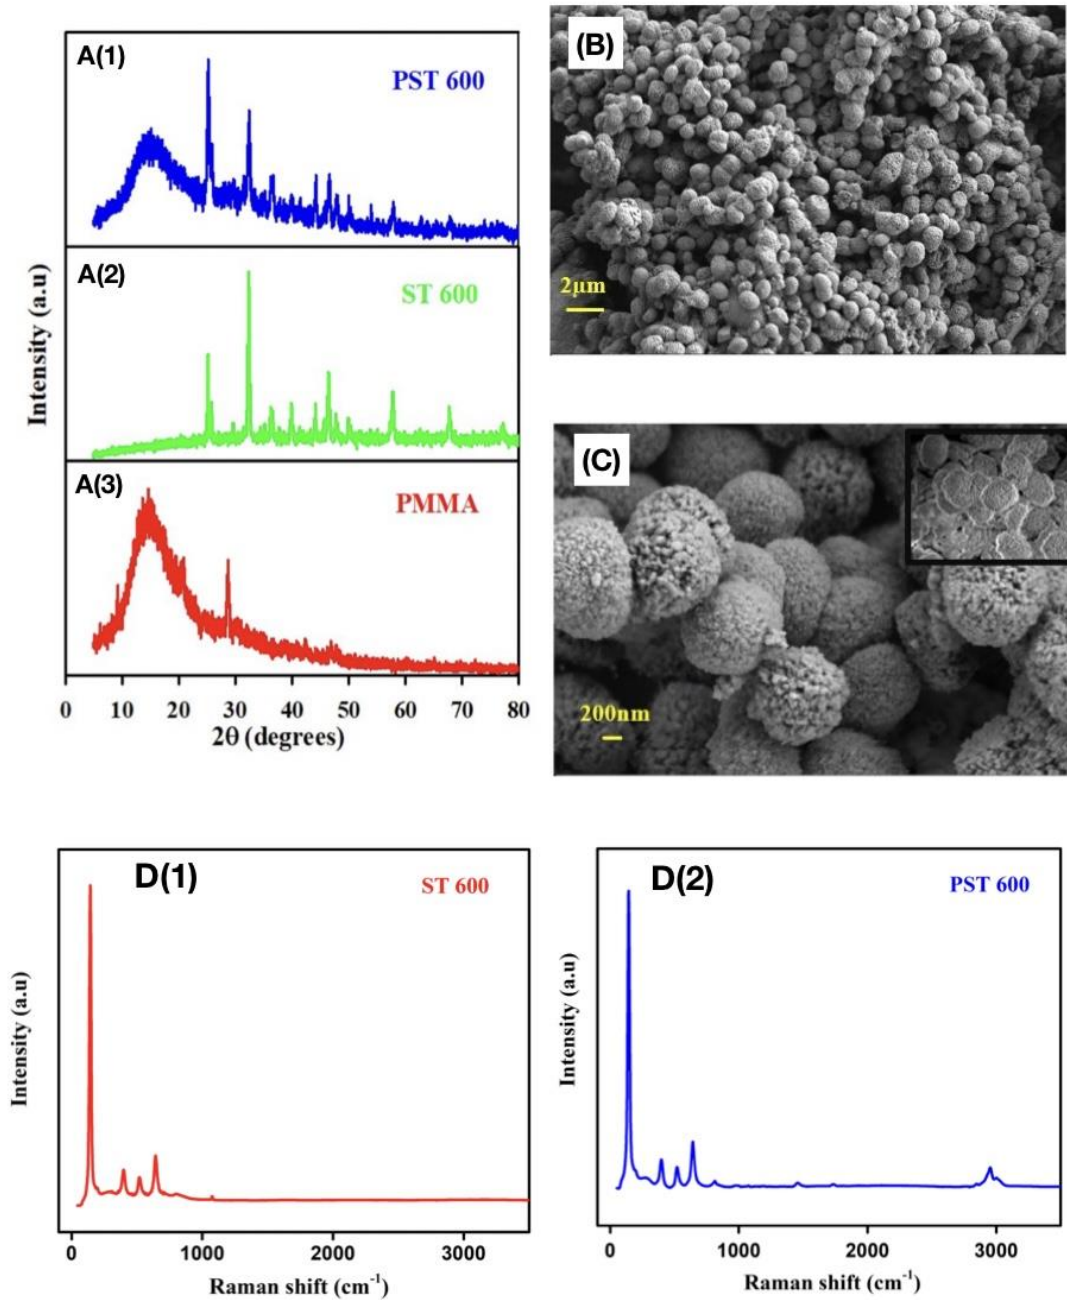 A(1)
PST 600
A(2)
ST 600
A(3)
PMMA
Intensity (a.u)
0 10 20 30 40 50 60 70 80
2θ (degrees)
(B)
2μm
(C)
200nm
D(1)
ST 600
Intensity (a.u)
0 1000 2000 3000
Raman shift (cm⁻¹)
D(2)
PST 600
Intensity (a.u)
0 1000 2000 3000
Raman shift (cm⁻¹)